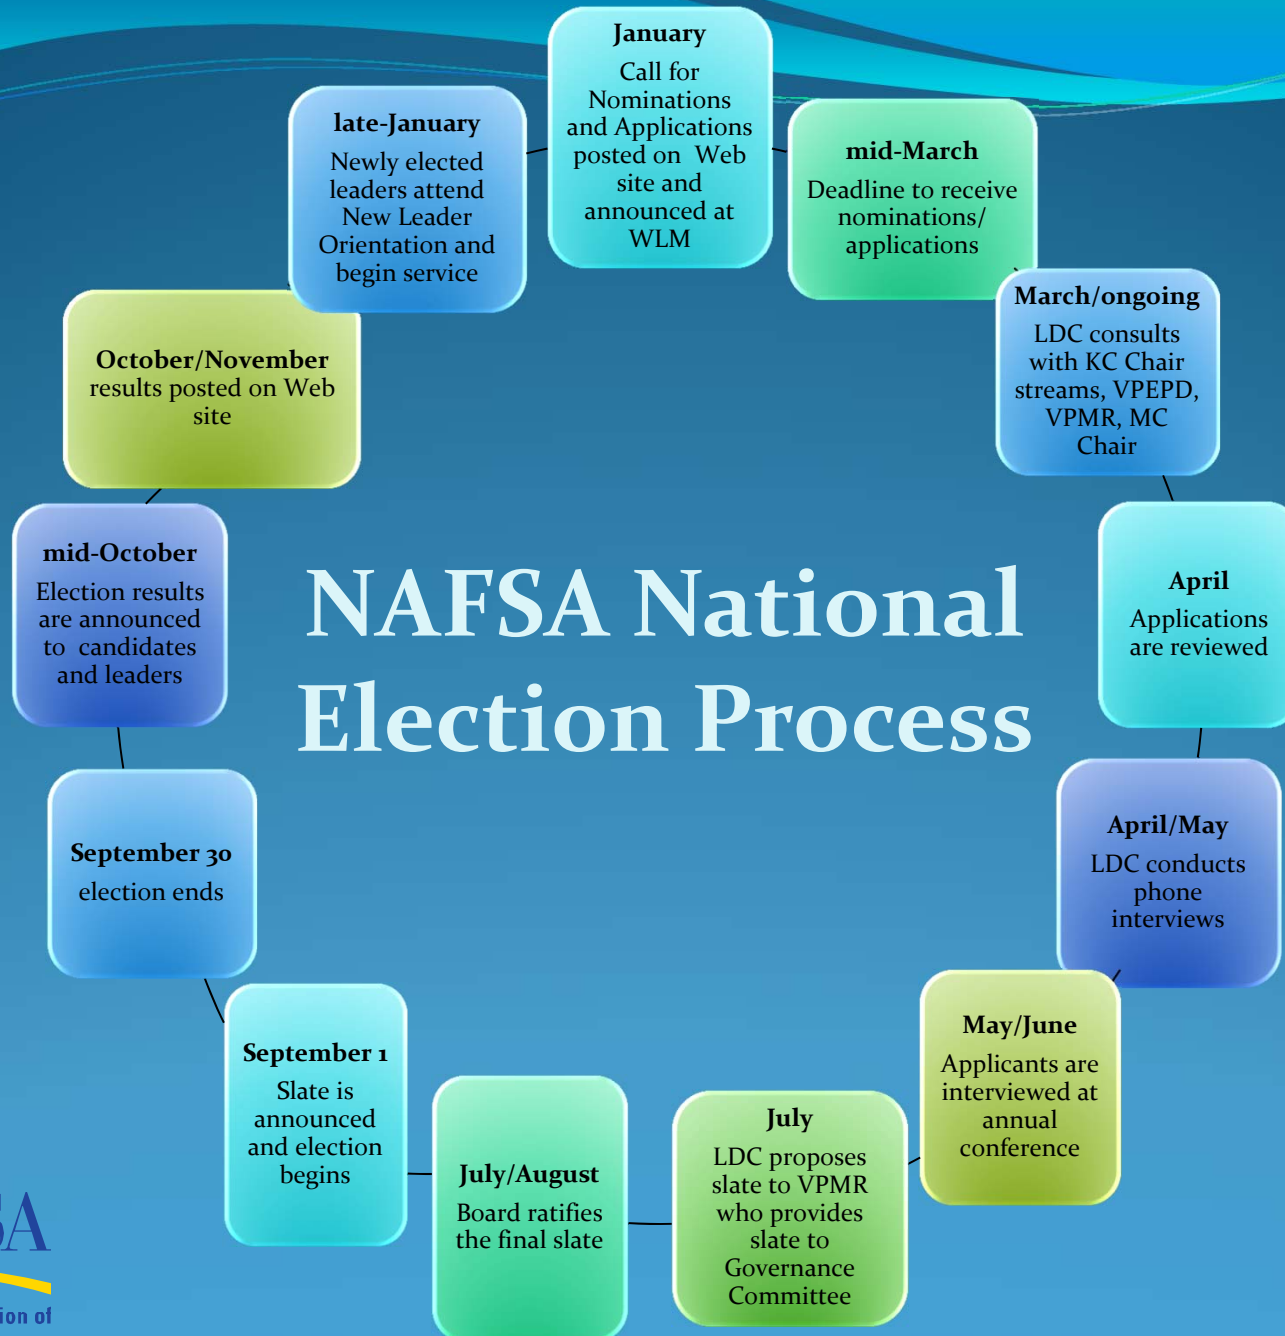 January
Call for
Nominations
and Applications
posted on Web
site and
announced at
WLM
mid-March
Deadline to receive
nominations/
applications
March/ongoing
LDC consults
with KC Chair
streams, VPEPD,
VPMR, MC
Chair
April
Applications
are reviewed
April/May
LDC conducts
phone
interviews
May/June
Applicants are
interviewed at
annual
conference
July
LDC proposes
slate to VPMR
who provides
slate to
Governance
Committee
July/August
Board ratifies
the final slate
September 1
Slate is
announced
and election
begins
September 30
election ends
mid-October
Election results
are announced
to candidates
and leaders
October/November
results posted on Web
site
late-January
Newly elected
leaders attend
New Leader
Orientation and
begin service
NAFSA National
Election Process
SA
tion of